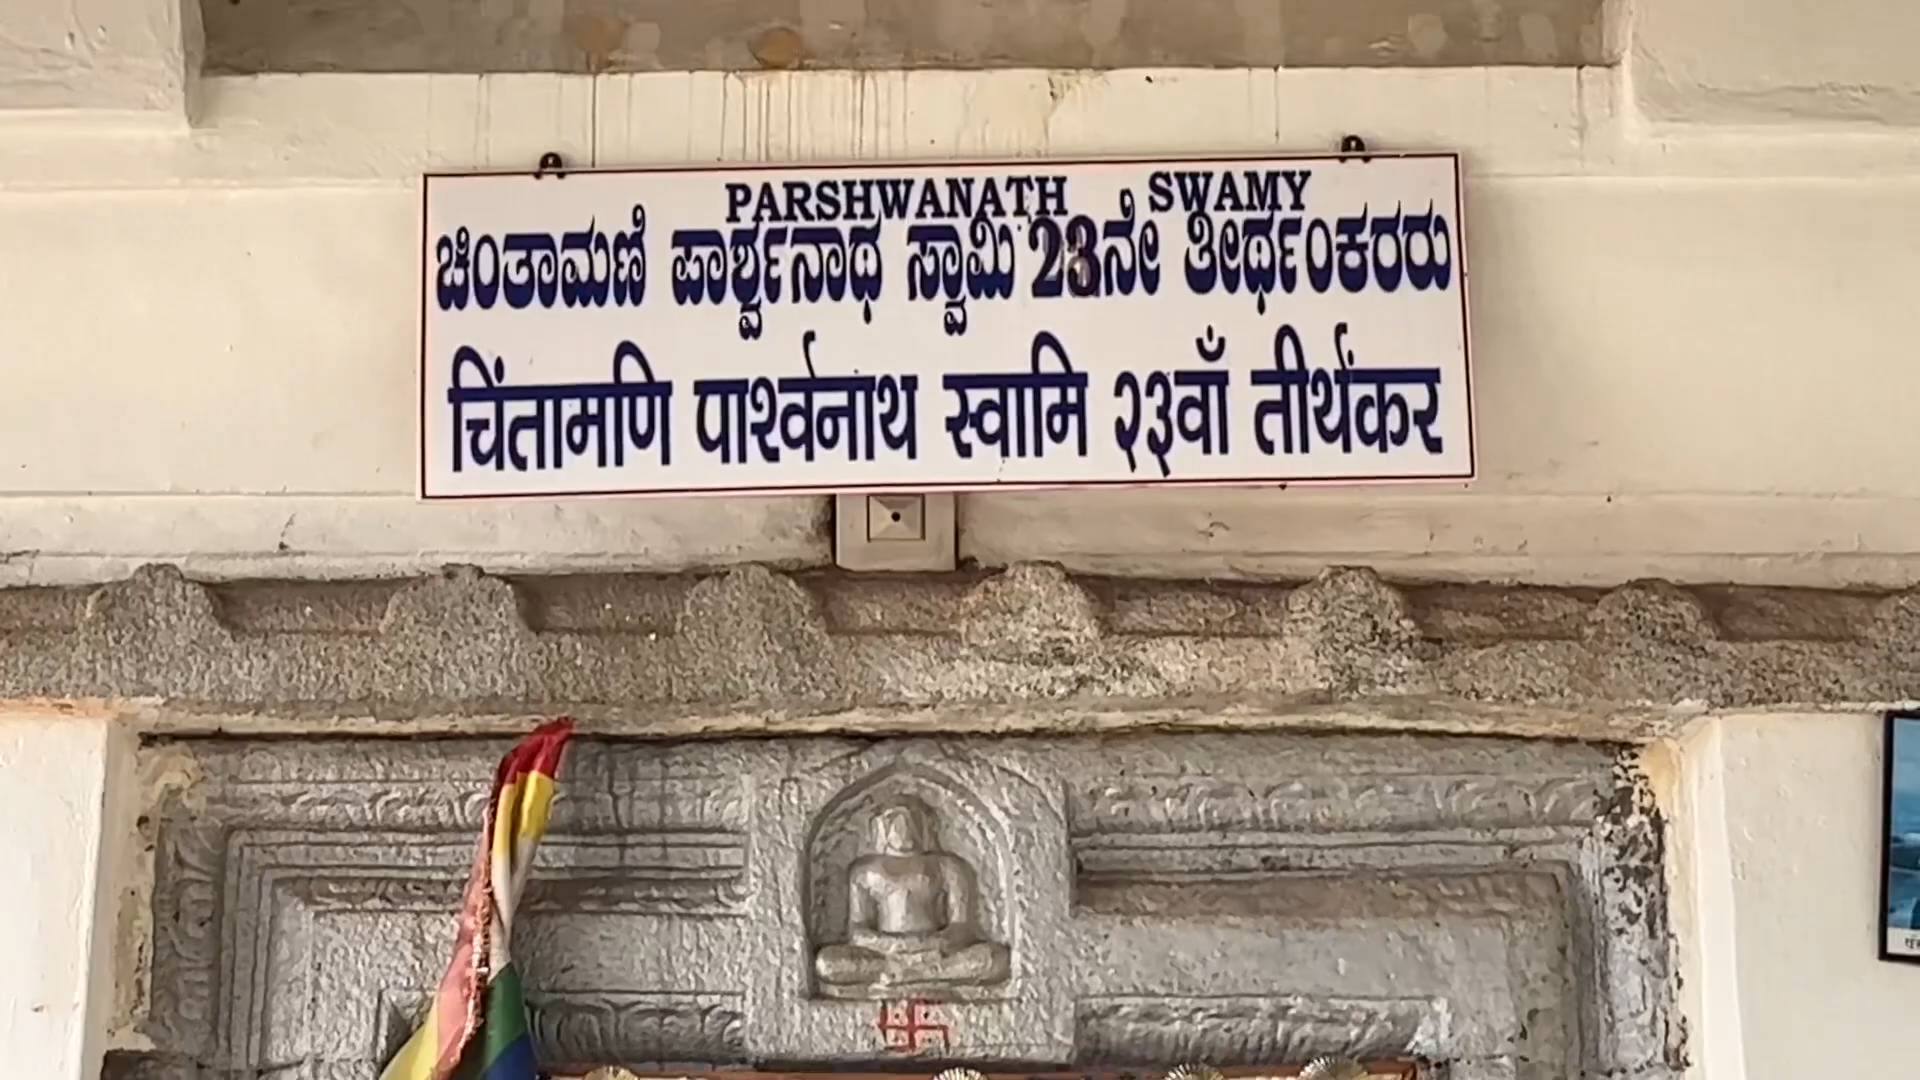 PARSHWANATH SWAMY
ಚಿಂತಾಮಣಿ ಪಾರ್ಶ್ವನಾಥ ಸ್ವಾಮಿ 23ನೇ ತೀರ್ಥಂಕರರು
चिंतामणि पार्श्वनाथ स्वामि २३वाँ तीर्थंकर